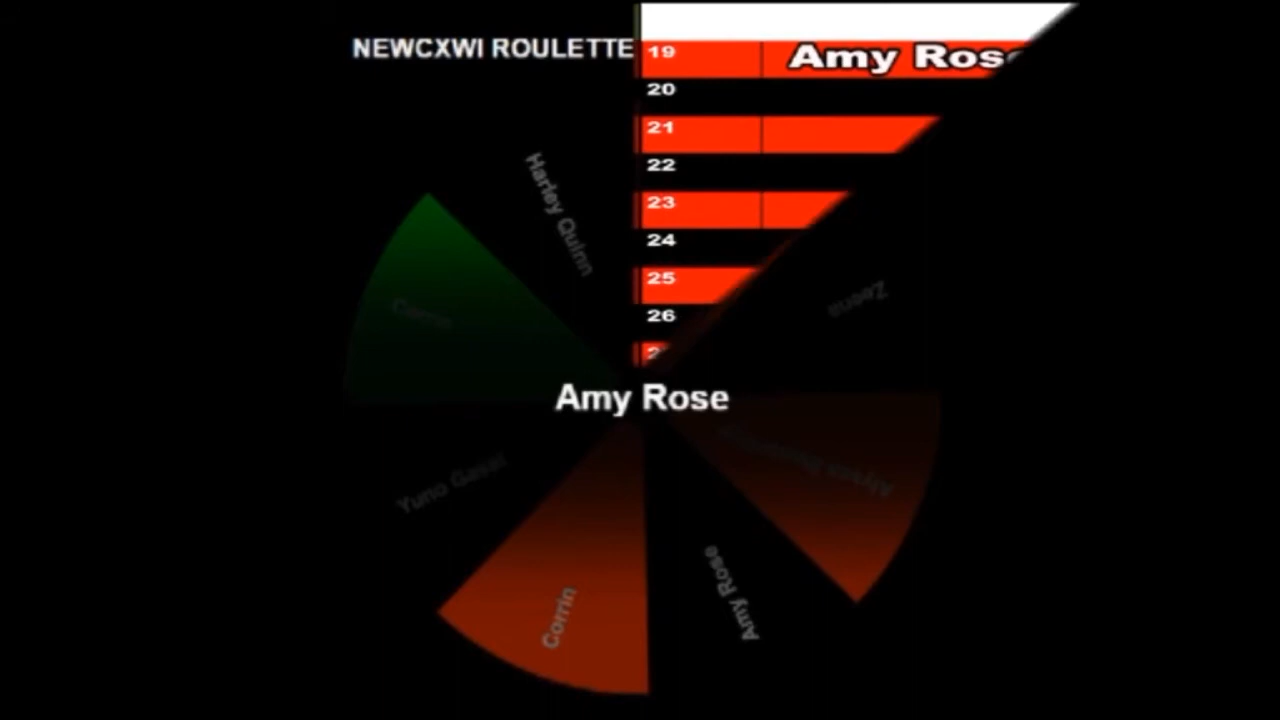 NEWCXWI ROULETTE
19 Amy Rose
20
21
22
23
24
25
26
Harley Quinn
Zeena
Amy Rose
Yuno Gasai
Corrin
Amy Rose